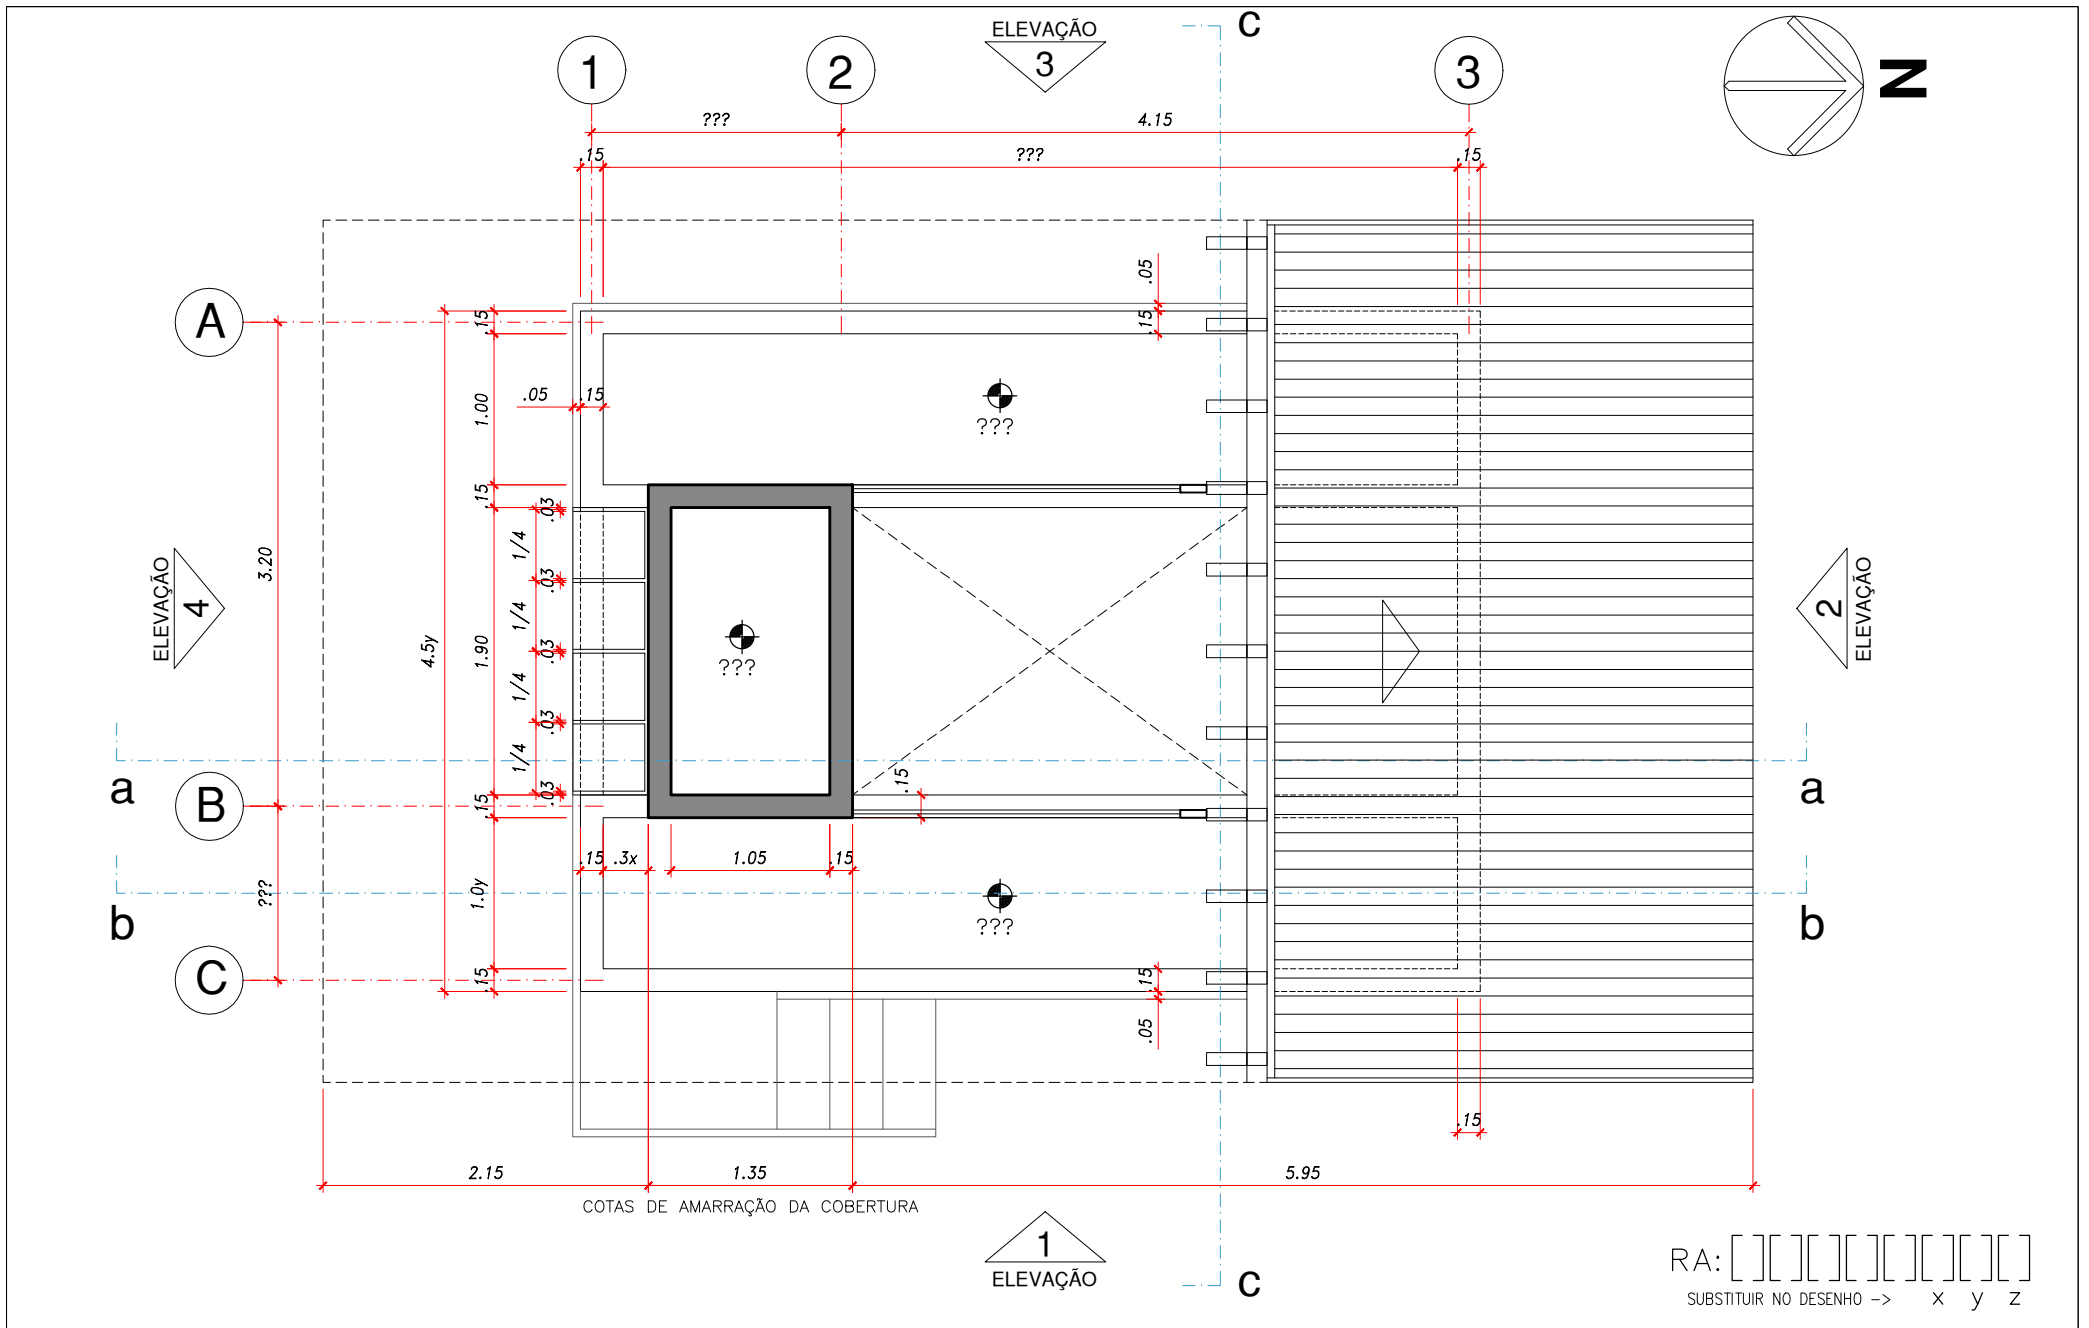 ELEVAÇÃO
3
c
1
2
3
N
???
4.15
.15
???
.15
A
.05
.15
.15
1.00
.05
.15
???
.15
.03
1/4
.03
1/4
.03
1/4
.03
1/4
.03
3.20
4.5y
1.90
ELEVAÇÃO
4
???
2
ELEVAÇÃO
a
a
B
.15
.15
.15
.3x
1.05
.15
???
1.0y
???
b
b
C
.15
.15
.05
.15
2.15
1.35
5.95
COTAS DE AMARRAÇÃO DA COBERTURA
1
ELEVAÇÃO
c
RA:[ ][ ][ ][ ][ ][ ][ ][ ]
SUBSTITUIR NO DESENHO -> x y z